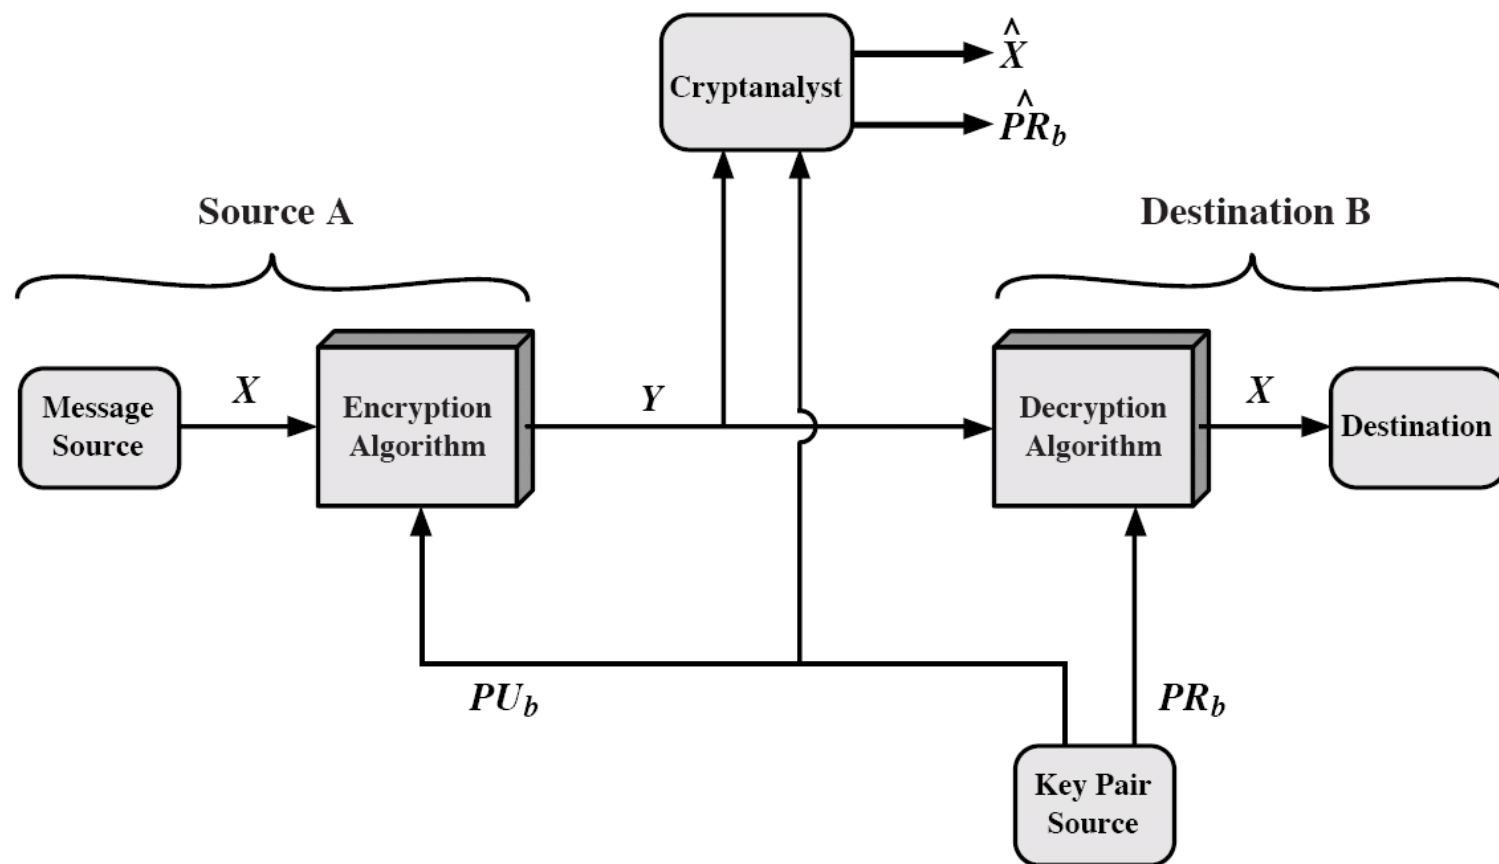 X̂
Cryptanalyst
P̂R_b
Source A
Destination B
Message
Source
X
Encryption
Algorithm
Y
Decryption
Algorithm
X
Destination
PU_b
PR_b
Key Pair
Source